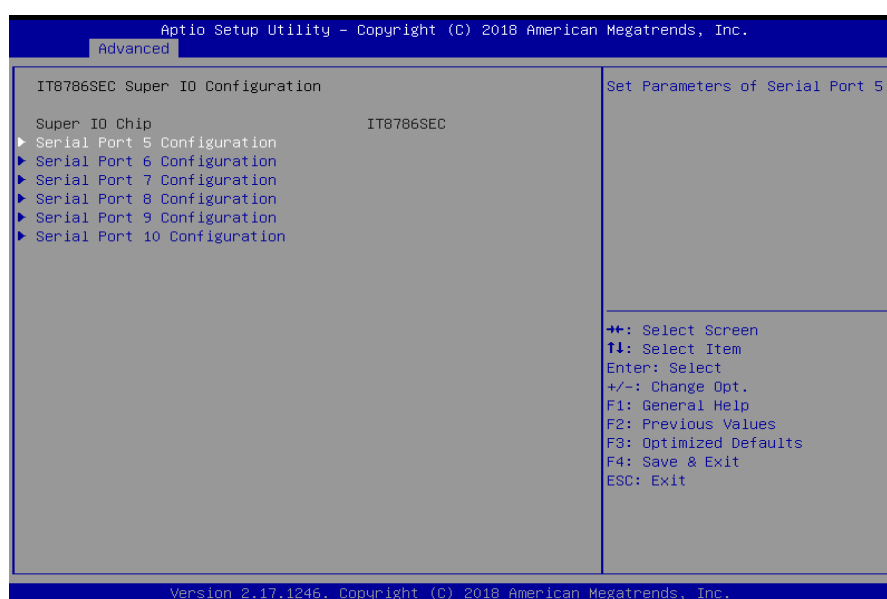 Aptio Setup Utility – Copyright (C) 2018 American Megatrends, Inc.
Advanced
IT8786SEC Super IO Configuration
Super IO Chip IT8786SEC
Serial Port 5 Configuration
Serial Port 6 Configuration
Serial Port 7 Configuration
Serial Port 8 Configuration
Serial Port 9 Configuration
Serial Port 10 Configuration
Set Parameters of Serial Port 5
→←: Select Screen
↑↓: Select Item
Enter: Select
+/-: Change Opt.
F1: General Help
F2: Previous Values
F3: Optimized Defaults
F4: Save & Exit
ESC: Exit
Version 2.17.1246. Copyright (C) 2018 American Megatrends, Inc.